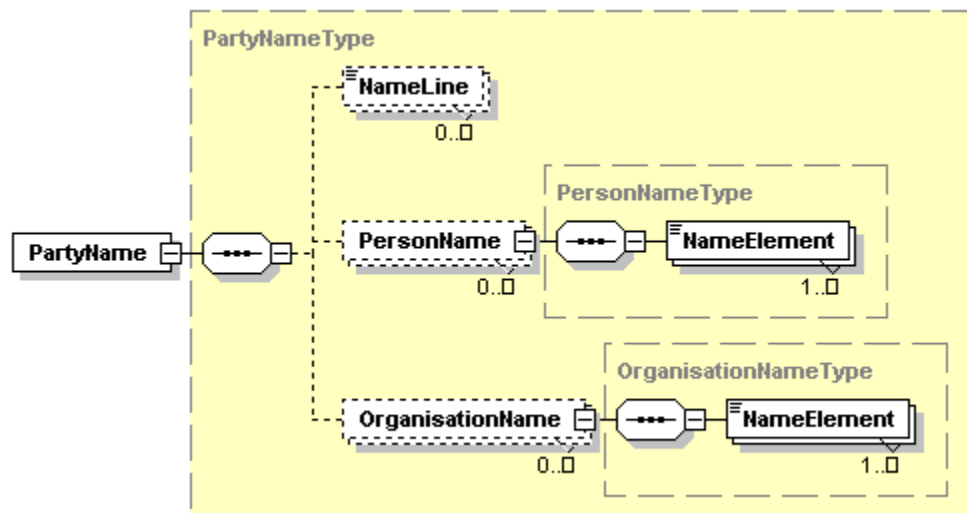 PartyNameType
NameLine
0..□
PersonNameType
PartyName
PersonName
NameElement
0..□
1..□
OrganisationNameType
OrganisationName
NameElement
0..□
1..□